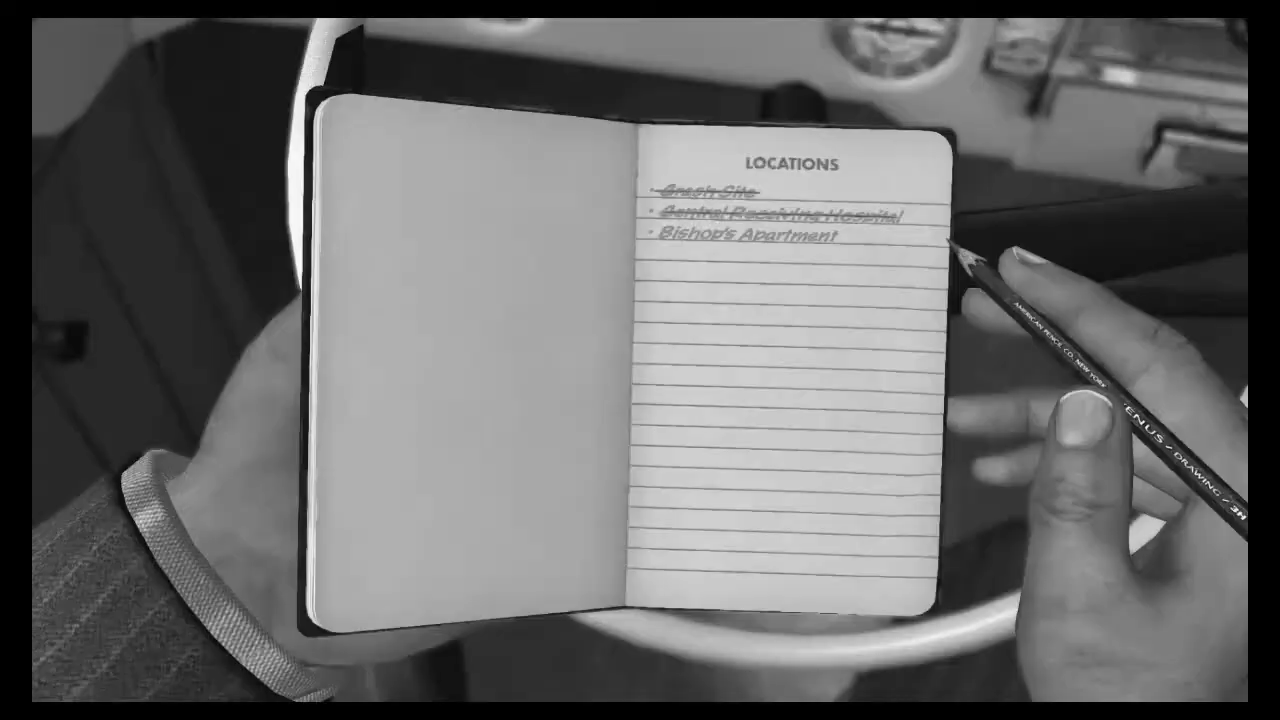 LOCATIONS
· Crash Site
· Central Receiving Hospital
· Bishop's Apartment
AMERICAN PENCIL CO. NEW YORK
VENUS / DRAWING / 3H